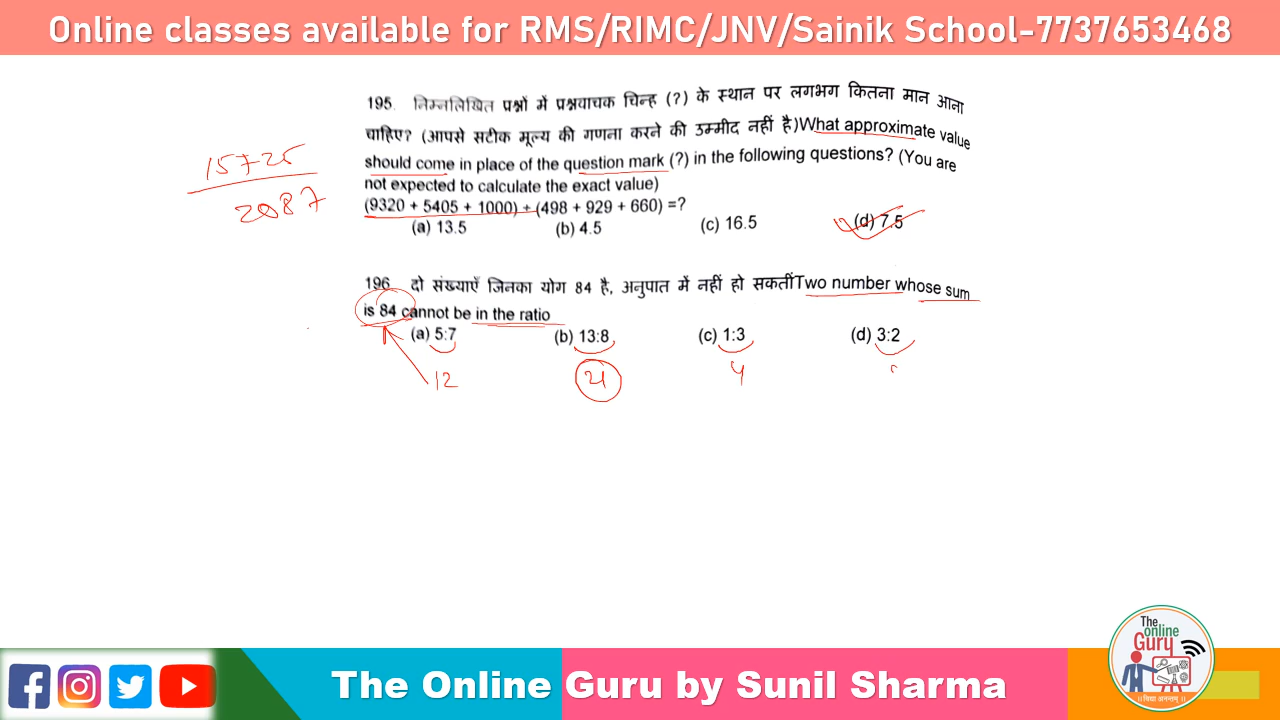 Online classes available for RMS/RIMC/JNV/Sainik School-7737653468
195. निम्नलिखित प्रश्नों में प्रश्नवाचक चिन्ह (?) के स्थान पर लगभग कितना मान आना
चाहिए? (आपसे सटीक मूल्य की गणना करने की उम्मीद नहीं है)What approximate value
should come in place of the question mark (?) in the following questions? (You are
not expected to calculate the exact value)
(9320 + 5405 + 1000) ÷ (498 + 929 + 660) =?
(a) 13.5 (b) 4.5 (c) 16.5 (d) 7.5
15725
2087
196 दो संख्याएँ जिनका योग 84 है, अनुपात में नहीं हो सकतींTwo number whose sum
is 84 cannot be in the ratio
(a) 5:7 (b) 13:8 (c) 1:3 (d) 3:2
12 21 4
The Online Guru by Sunil Sharma
The
online
Gury